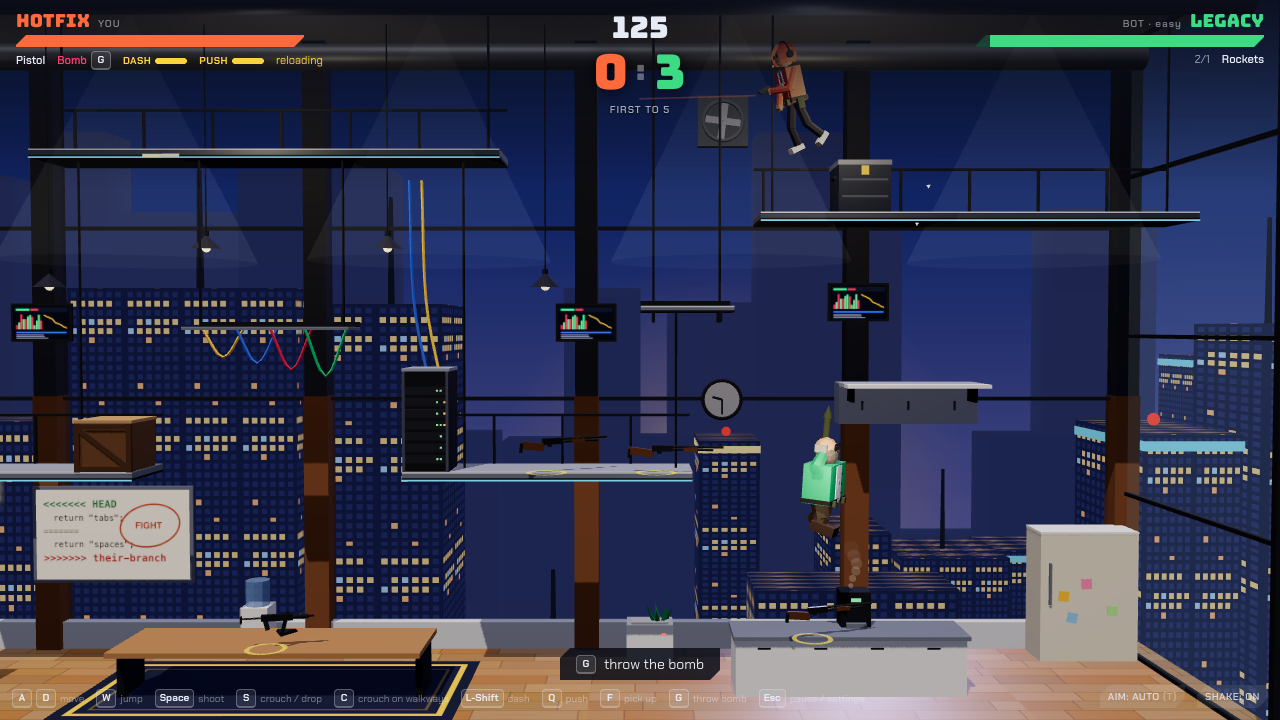 HOTFIX YOU
125
BOT · easy LEGACY
Pistol Bomb G DASH PUSH reloading
0 : 3
2/1 Rockets
FIRST TO 5
<<<<<<< HEAD
return "tabs";
=======
return "spaces";
>>>>>>> their-branch
FIGHT
G throw the bomb
A D move W jump Space shoot S crouch / drop C crouch on walkway L-Shift dash Q push F pick up G throw bomb Esc pause / settings
AIM: AUTO (T) SHAKE: ON